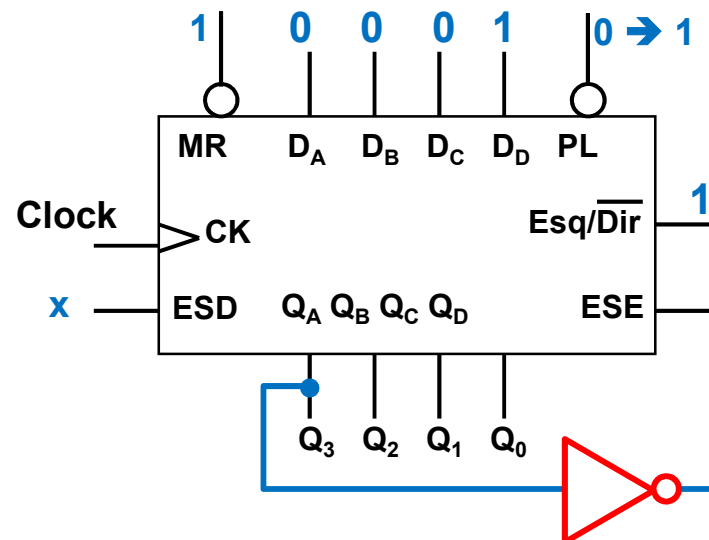 1 0 0 0 1 0 → 1
MR D_A D_B D_C D_D PL
1
Clock CK Esq/D̅i̅r̅
x ESD Q_A Q_B Q_C Q_D ESE
Q_3 Q_2 Q_1 Q_0